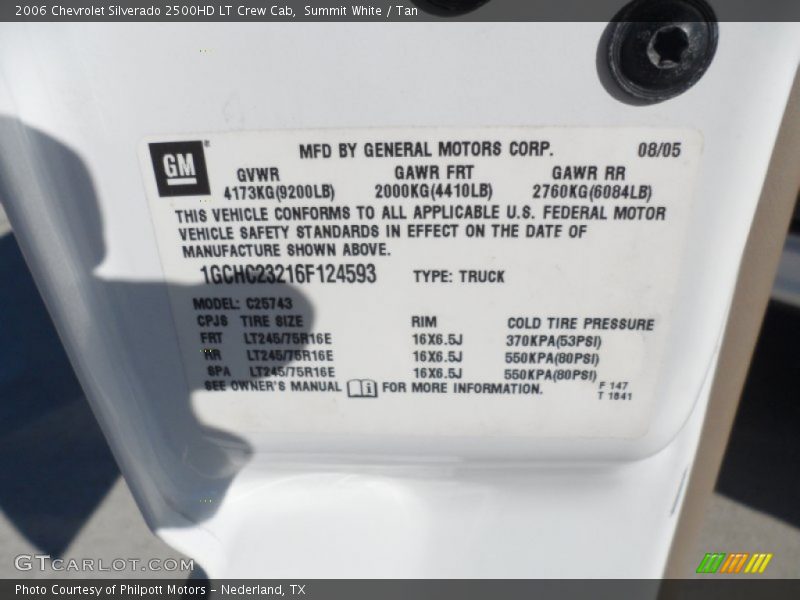 2006 Chevrolet Silverado 2500HD LT Crew Cab,  Summit White / Tan
GM
MFD BY GENERAL MOTORS CORP. 08/05
GVWR GAWR FRT GAWR RR
4173KG(9200LB) 2000KG(4410LB) 2760KG(6084LB)
THIS VEHICLE CONFORMS TO ALL APPLICABLE U.S. FEDERAL MOTOR
VEHICLE SAFETY STANDARDS IN EFFECT ON THE DATE OF
MANUFACTURE SHOWN ABOVE.
1GCHC23216F124593 TYPE: TRUCK
MODEL: C25743
CPJS TIRE SIZE RIM COLD TIRE PRESSURE
FRT LT245/75R16E 16X6.5J 370KPA(53PSI)
RR LT245/75R16E 16X6.5J 550KPA(80PSI)
SPA LT245/75R16E 16X6.5J 550KPA(80PSI)
SEE OWNER'S MANUAL FOR MORE INFORMATION.
F 147
T 1841
GTCARLOT.COM
Photo Courtesy of Philpott Motors - Nederland, TX